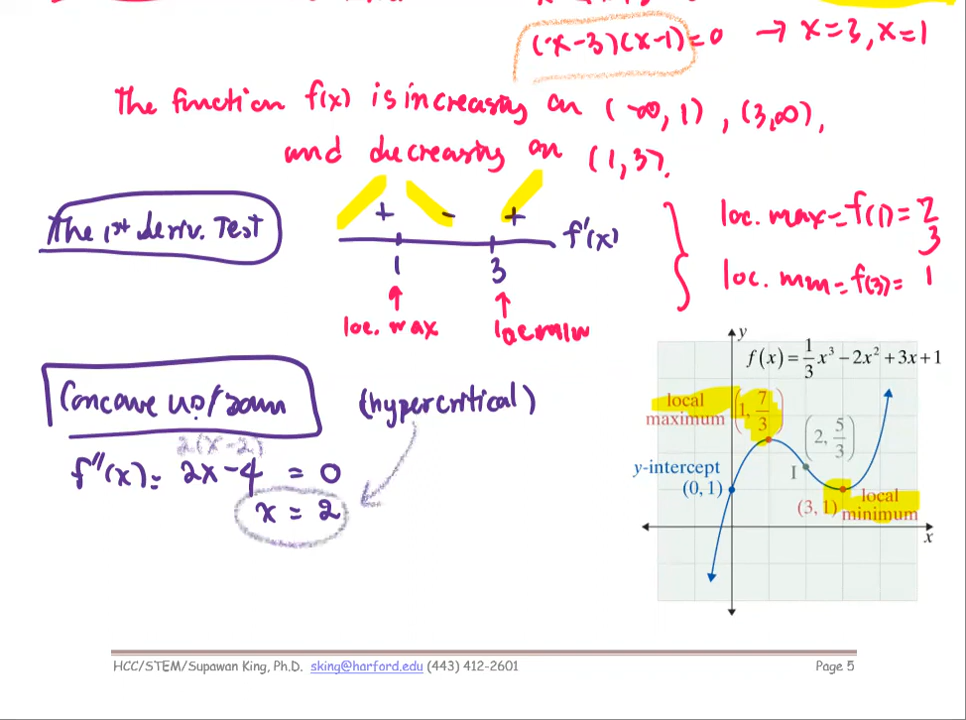 (x-3)(x-1)=0 → x=3, x=1
The function f(x) is increasing on (-∞, 1), (3,∞),
and decreasing on (1,3).
The 1st deriv. Test
+ - +
f'(x)
1 3
loc. max loc. min
loc. max = f(1) = 7/3
loc. min = f(3) = 1
Concave up/down (hypercritical)
2(x-2)
f''(x) = 2x-4 = 0
x = 2
y
f(x) = 1/3 x³ − 2x² + 3x + 1
local maximum (1, 7/3)
(2, 5/3)
I
y-intercept (0, 1)
(3, 1) local minimum
x
HCC/STEM/Supawan King, Ph.D. sking@harford.edu (443) 412-2601 Page 5